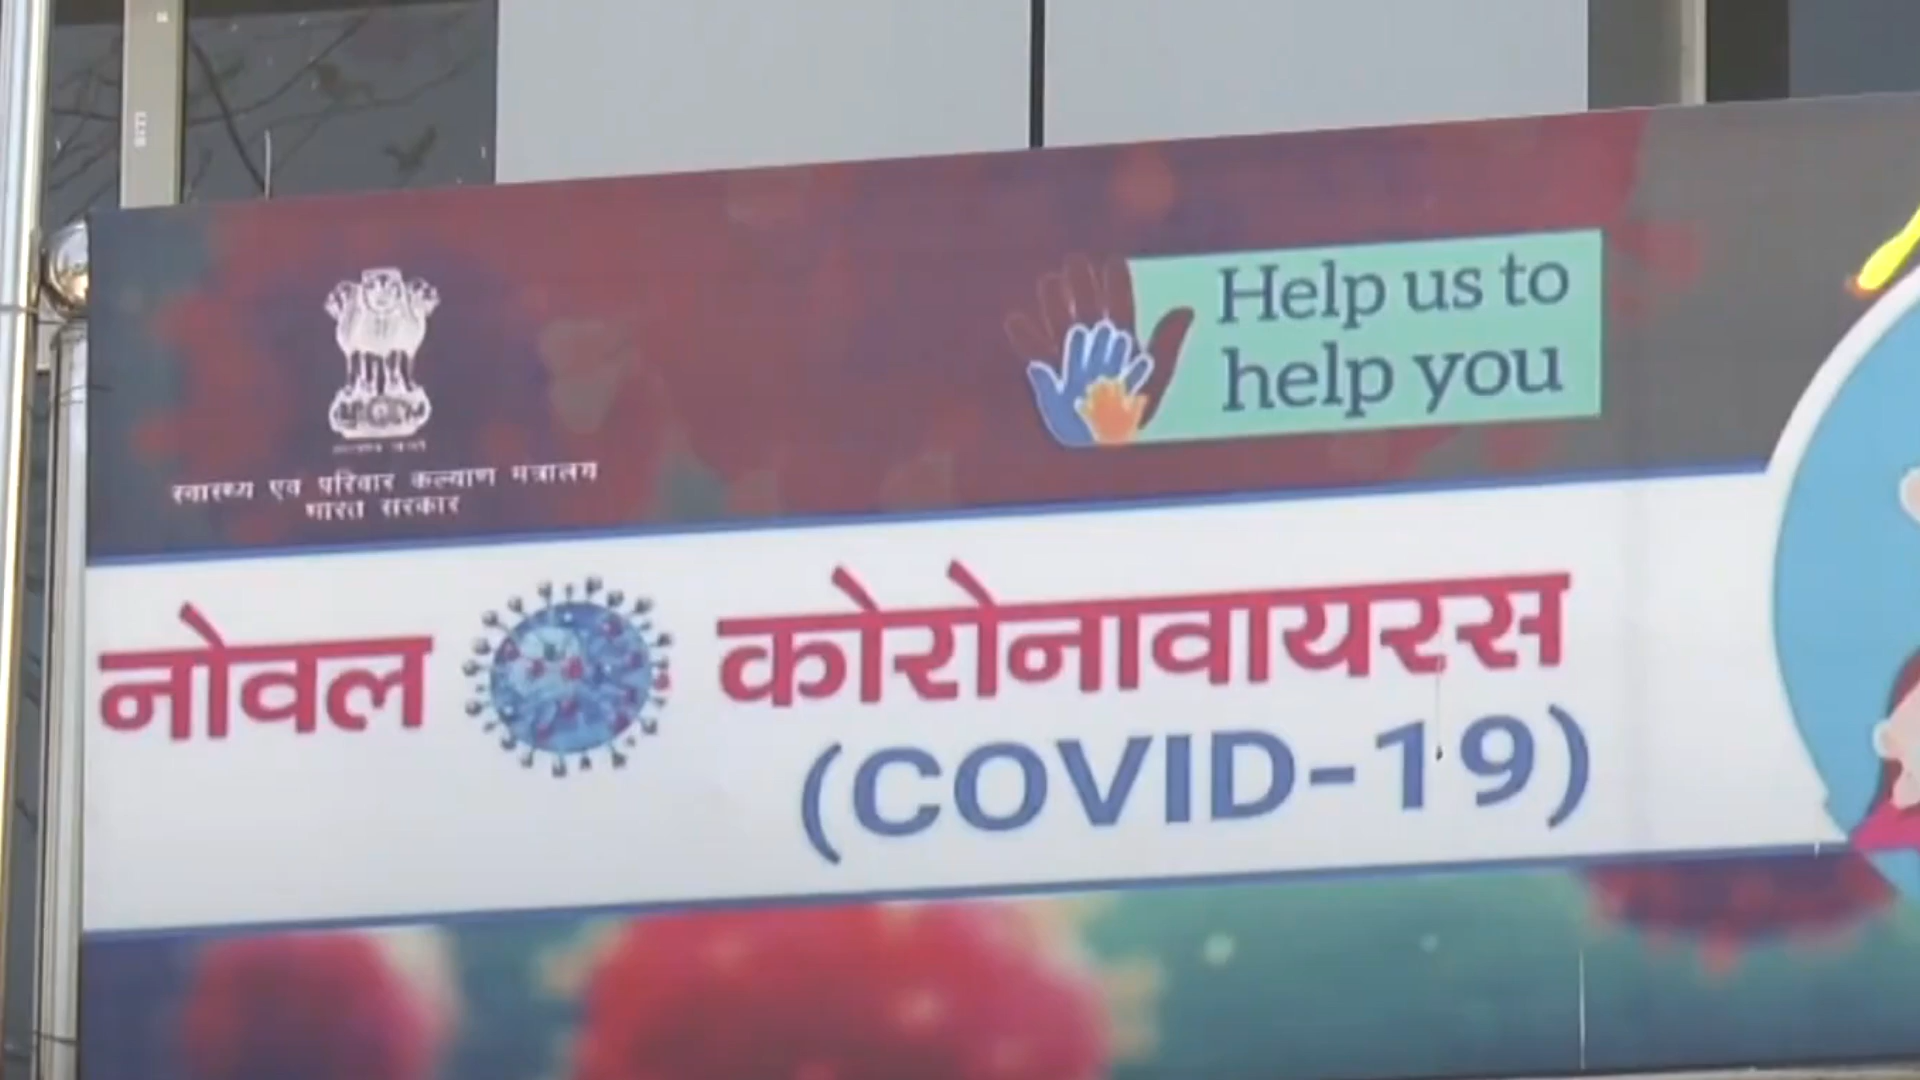 Help us to
help you
स्वास्थ्य एवं परिवार कल्याण मंत्रालय
भारत सरकार
नोवल कोरोनावायरस
(COVID-19)